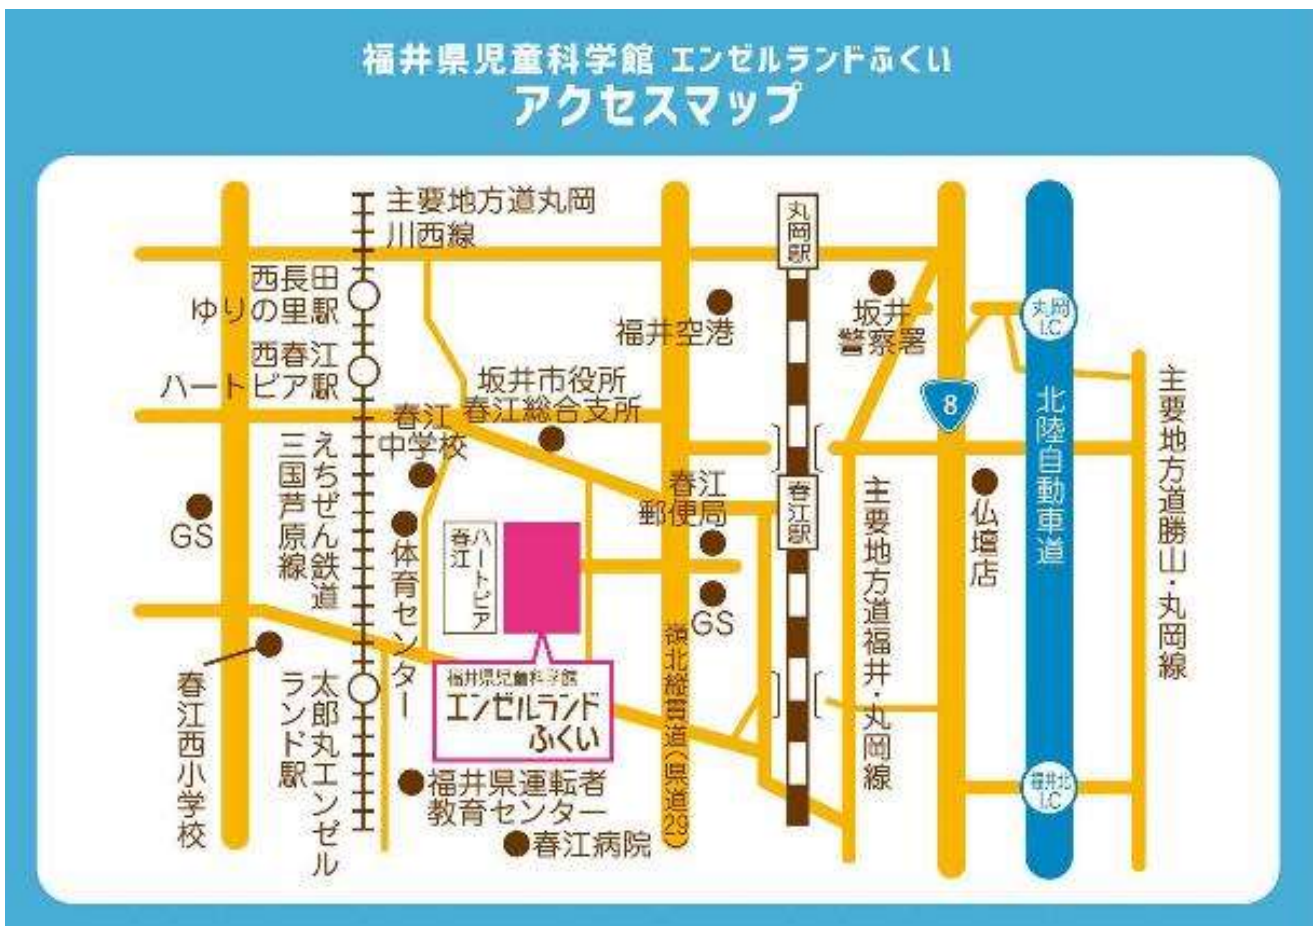 福井県児童科学館 エンゼルランドふくい
アクセスマップ
主要地方道丸岡
川西線
丸岡駅
西長田
ゆりの里駅
福井空港
坂井
警察署
丸岡
I.C
西春江
ハートピア駅
坂井市役所
春江総合支所
8
北陸自動車道
主要地方道勝山・丸岡線
春江
中学校
えちぜん鉄道
三国芦原線
春江
郵便局
春江駅
主要地方道福井・丸岡線
仏壇店
GS
体育センター
ハートピア
春江
GS
嶺北縦貫道(県道29)
春江西小学校
太郎丸エンゼル
ランド駅
福井県児童科学館
エンゼルランド
ふくい
福井県運転者
教育センター
春江病院
福井北
I.C